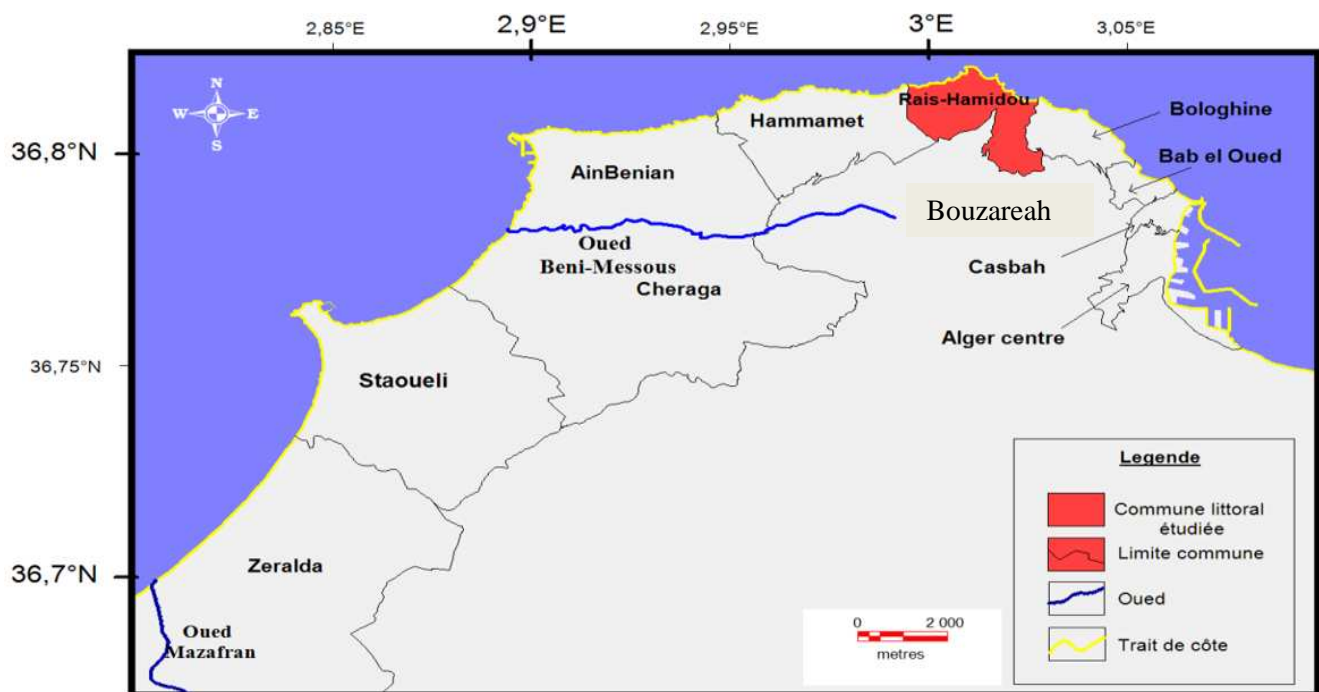 2,85°E
2,9°E
2,95°E
3°E
3,05°E
N
W E
S
36,8°N
36,75°N
36,7°N
Rais-Hamidou
Hammamet
Bologhine
Bab el Oued
AinBenian
Bouzareah
Oued
Beni-Messous
Cheraga
Casbah
Alger centre
Staoueli
Zeralda
Oued
Mazafran
0 2 000
metres
Legende
Commune littoral
étudiée
Limite commune
Oued
Trait de côte